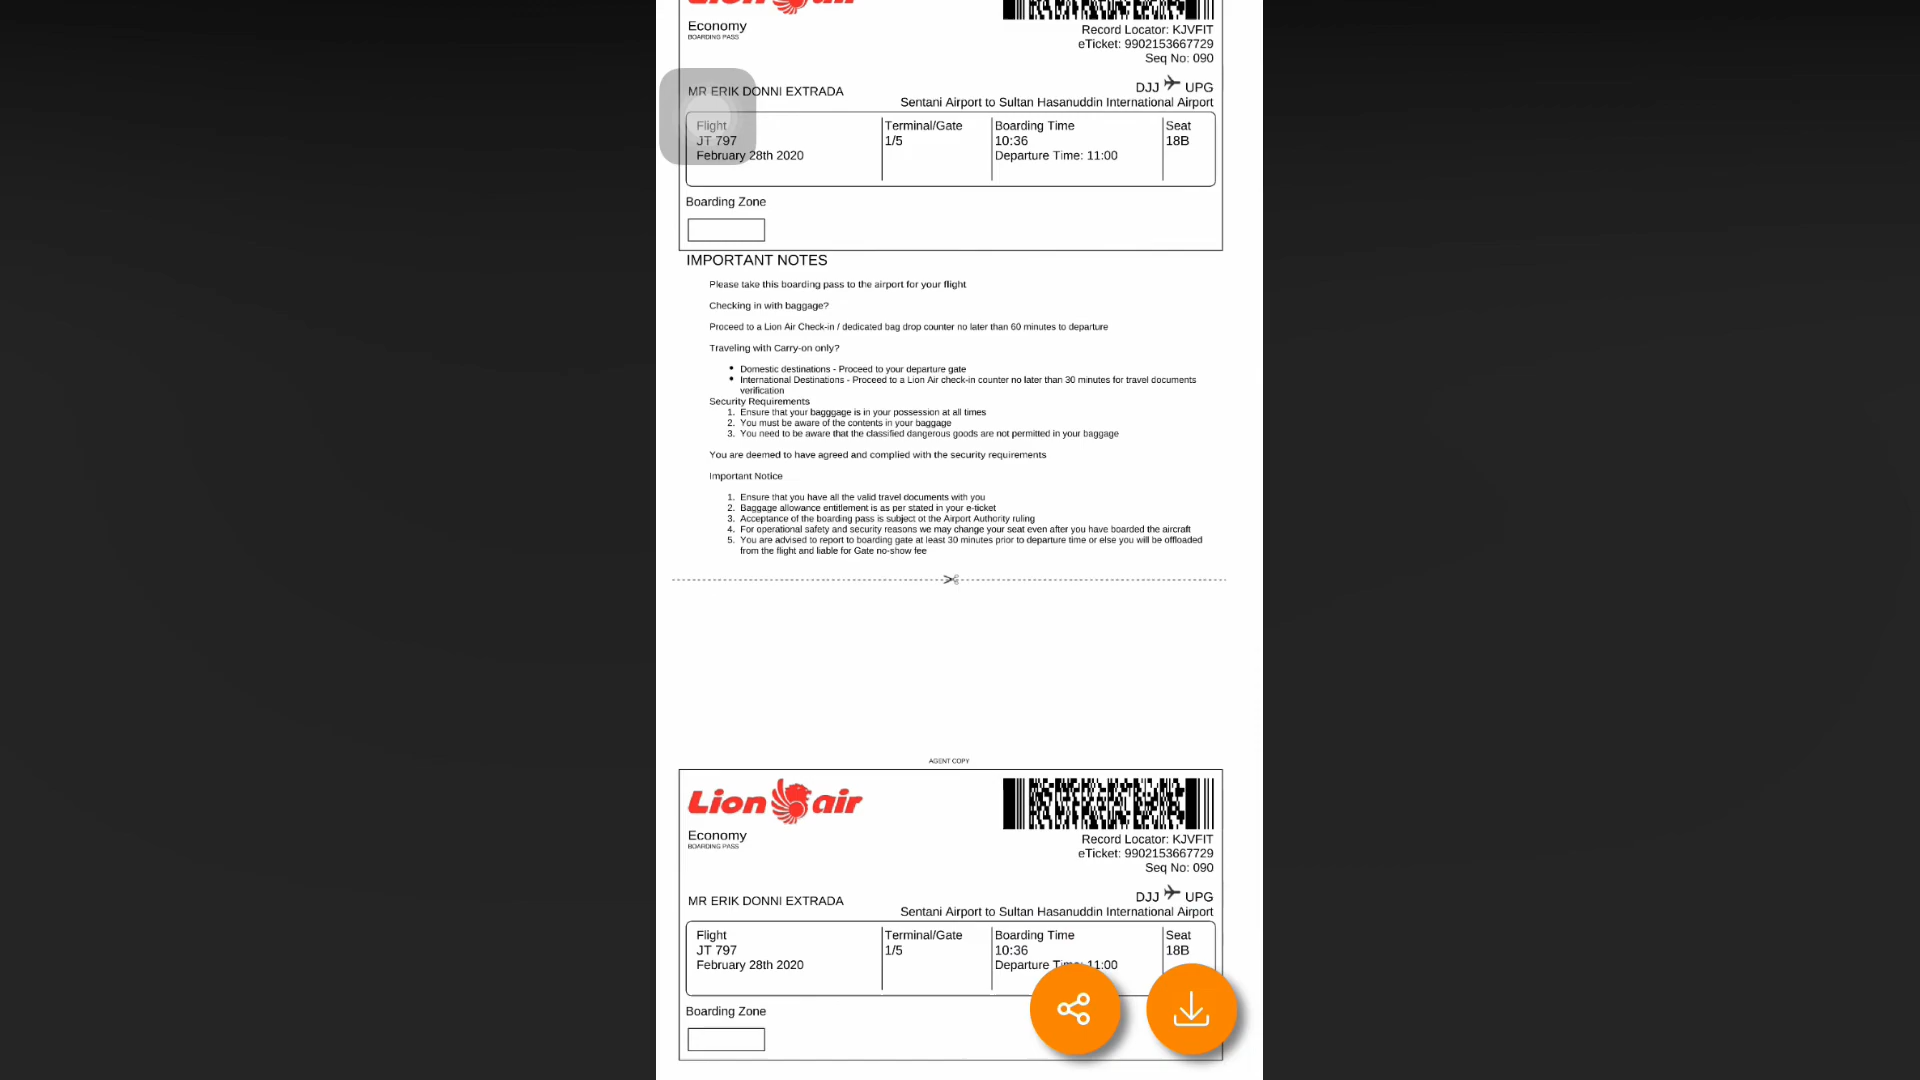 Lion air
Economy
BOARDING PASS
Record Locator: KJVFIT
eTicket: 9902153667729
Seq No: 090
MR ERIK DONNI EXTRADA
DJJ UPG
Sentani Airport to Sultan Hasanuddin International Airport
Flight Terminal/Gate Boarding Time Seat
JT 797 1/5 10:36 18B
February 28th 2020 Departure Time: 11:00
Boarding Zone
IMPORTANT NOTES
Please take this boarding pass to the airport for your flight
Checking in with baggage?
Proceed to a Lion Air Check-in / dedicated bag drop counter no later than 60 minutes to departure
Traveling with Carry-on only?
• Domestic destinations - Proceed to your departure gate
• International Destinations - Proceed to a Lion Air check-in counter no later than 30 minutes for travel documents
verification
Security Requirements
1. Ensure that your bagggage is in your possession at all times
2. You must be aware of the contents in your baggage
3. You need to be aware that the classified dangerous goods are not permitted in your baggage
You are deemed to have agreed and complied with the security requirements
Important Notice
1. Ensure that you have all the valid travel documents with you
2. Baggage allowance entitlement is as per stated in your e-ticket
3. Acceptance of the boarding pass is subject ot the Airport Authority ruling
4. For operational safety and security reasons we may change your seat even after you have boarded the aircraft
5. You are advised to report to boarding gate at least 30 minutes prior to departure time or else you will be offloaded
from the flight and liable for Gate no-show fee
AGENT COPY
Lion air
Economy
BOARDING PASS
Record Locator: KJVFIT
eTicket: 9902153667729
Seq No: 090
MR ERIK DONNI EXTRADA
DJJ UPG
Sentani Airport to Sultan Hasanuddin International Airport
Flight Terminal/Gate Boarding Time Seat
JT 797 1/5 10:36 18B
February 28th 2020 Departure Time: 11:00
Boarding Zone